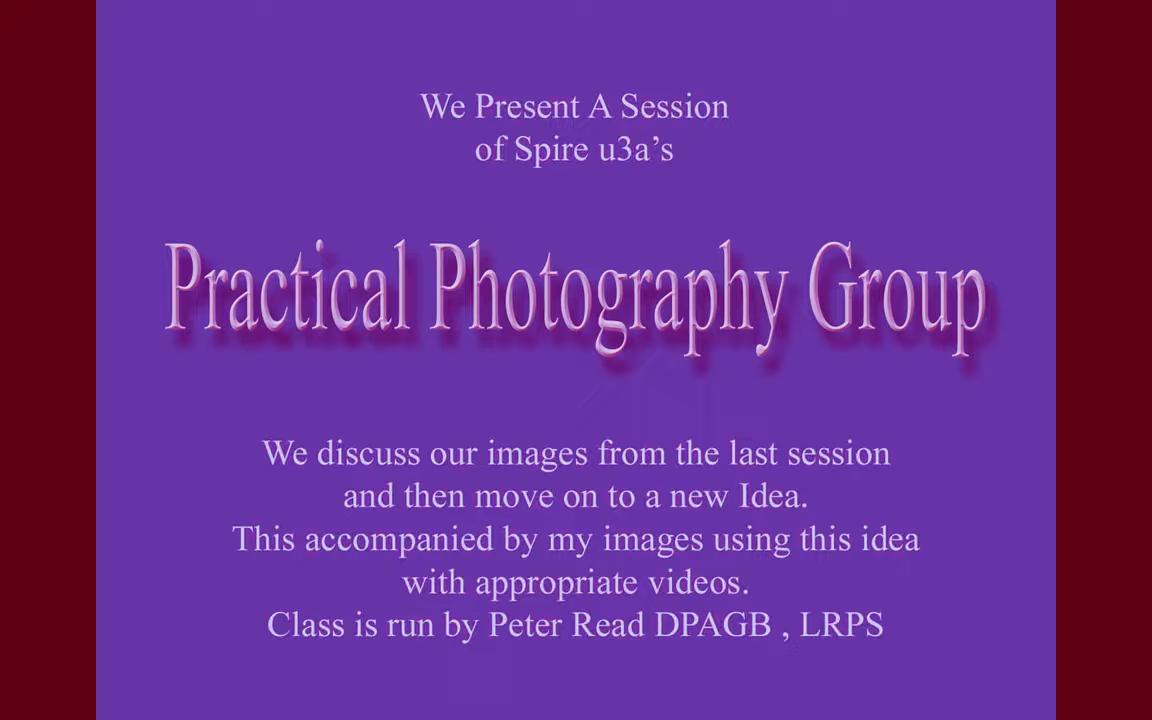 We Present A Session
of Spire u3a’s
Practical Photography Group
We discuss our images from the last session
and then move on to a new Idea.
This accompanied by my images using this idea
with appropriate videos.
Class is run by Peter Read DPAGB , LRPS